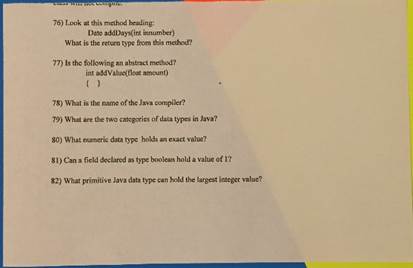 class will not compile.
76) Look at this method heading:
Date addDays(int innumber)
What is the return type from this method?
77) Is the following an abstract method?
int addValue(float amount)
{ }
78) What is the name of the Java compiler?
79) What are the two categories of data types in Java?
80) What numeric data type holds an exact value?
81) Can a field declared as type boolean hold a value of 1?
82) What primitive Java data type can hold the largest integer value?